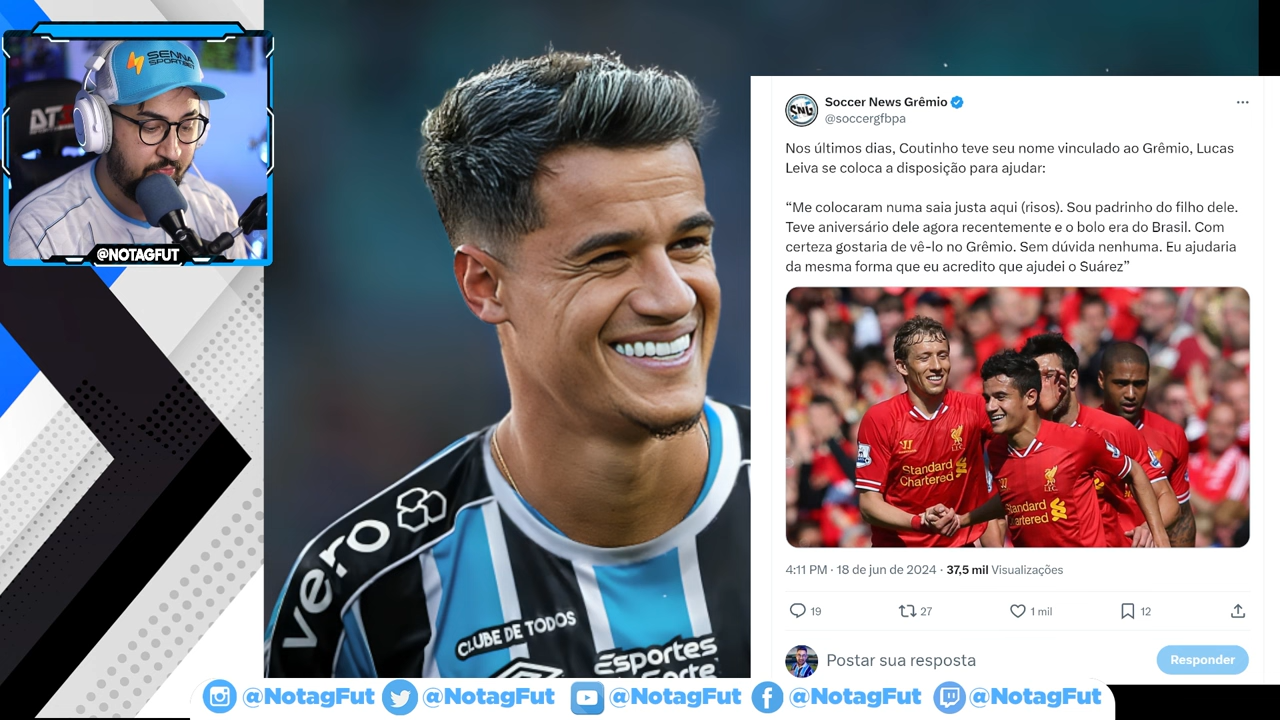 SENNA
SPORTBET
@NOTAGFUT
vero
CLUBE DE TODOS
Esportes
SNG
Soccer News Grêmio
@soccergfbpa
Nos últimos dias, Coutinho teve seu nome vinculado ao Grêmio, Lucas
Leiva se coloca a disposição para ajudar:
“Me colocaram numa saia justa aqui (risos). Sou padrinho do filho dele.
Teve aniversário dele agora recentemente e o bolo era do Brasil. Com
certeza gostaria de vê-lo no Grêmio. Sem dúvida nenhuma. Eu ajudaria
da mesma forma que eu acredito que ajudei o Suárez”
Standard
Chartered
Standard
Chartered
4:11 PM · 18 de jun de 2024 · 37,5 mil Visualizações
19 27 1 mil 12
Postar sua resposta
Responder
@NotagFut @NotagFut @NotagFut @NotagFut @NotagFut